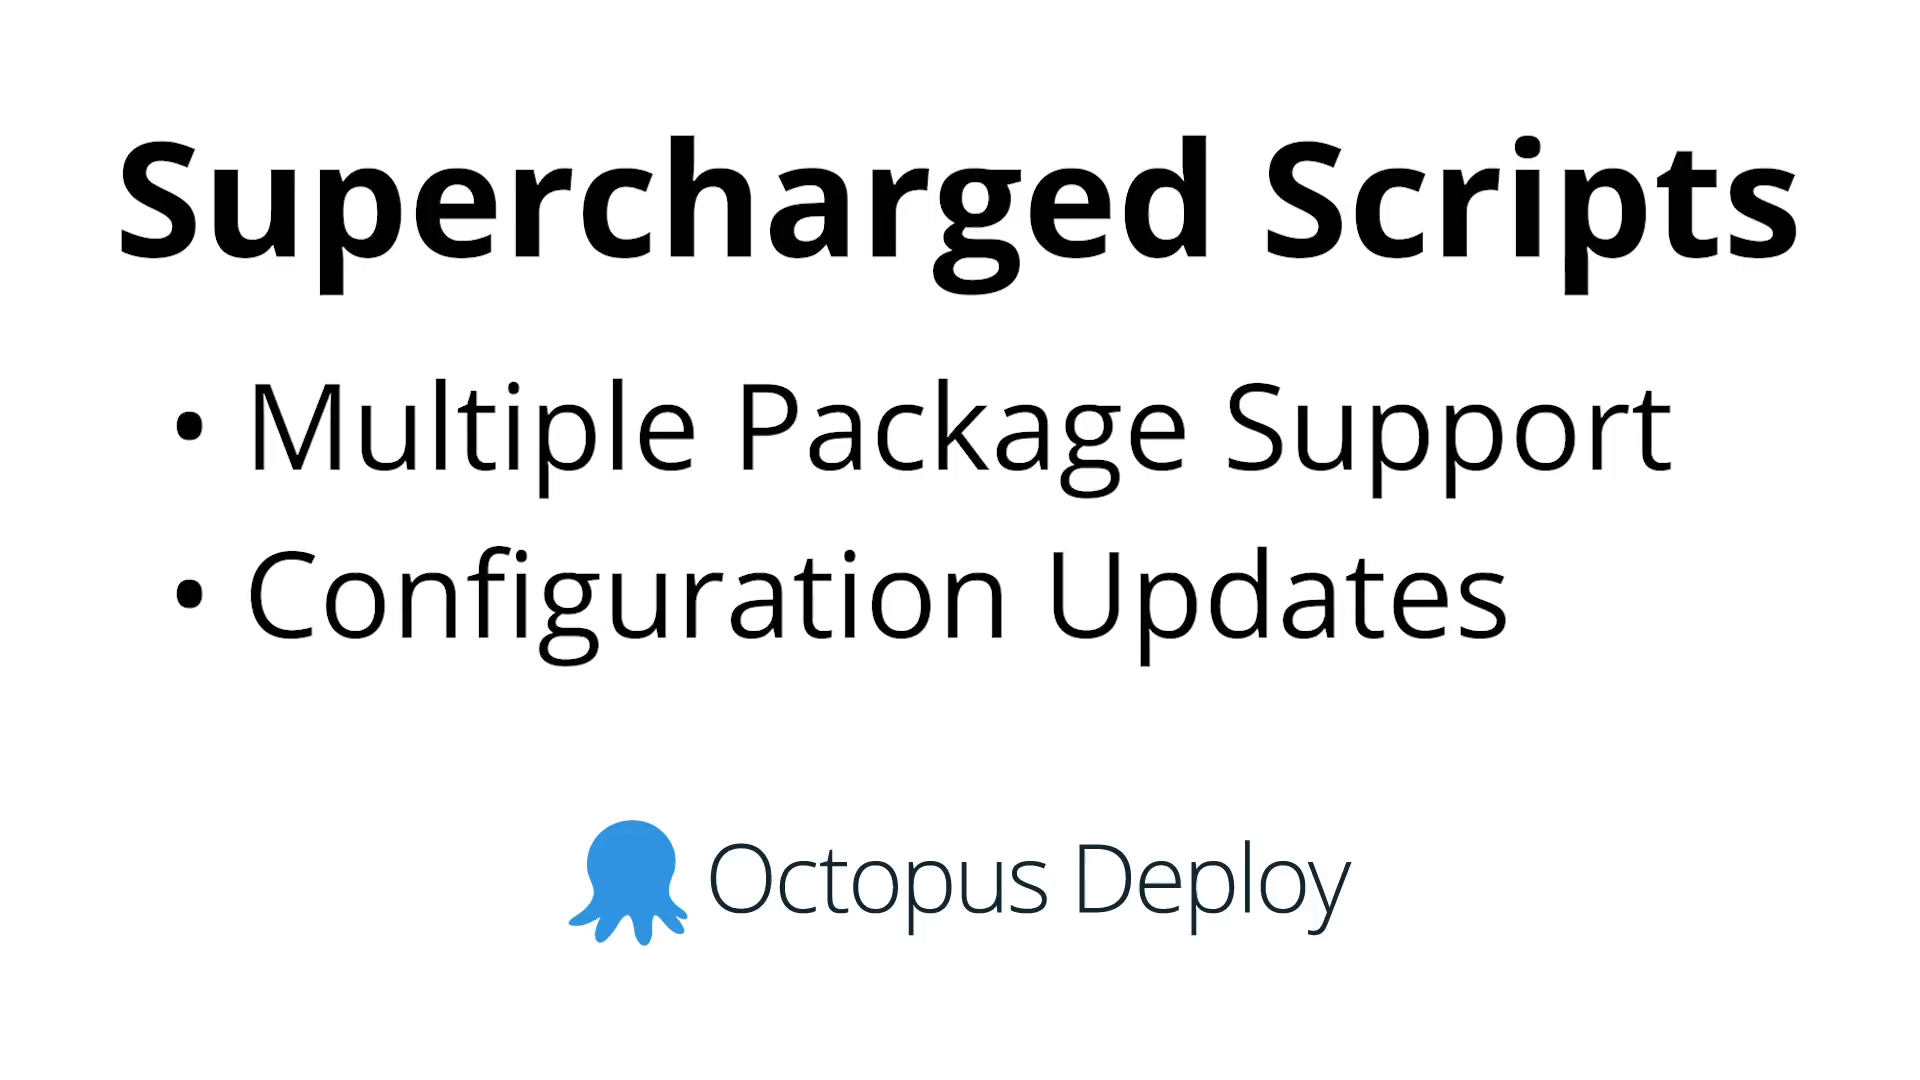 Supercharged Scripts
• Multiple Package Support
• Configuration Updates
Octopus Deploy